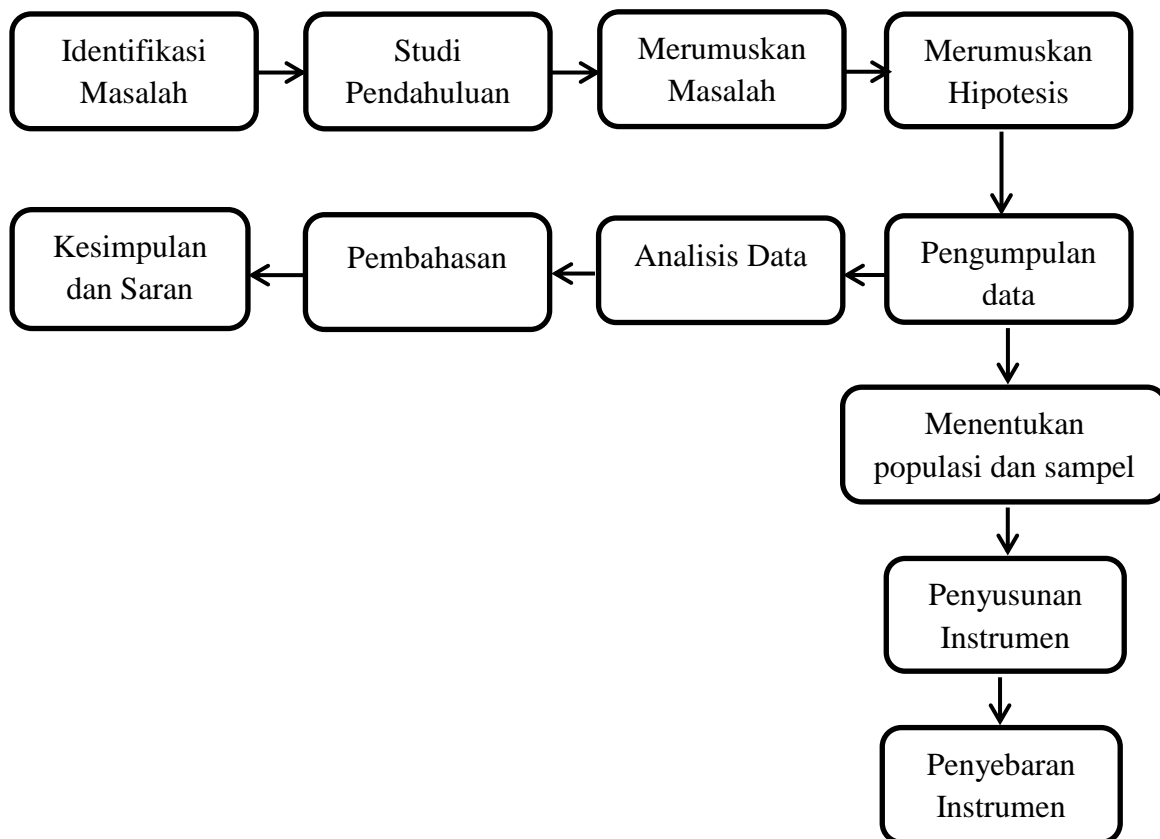 Identifikasi
Masalah
Studi
Pendahuluan
Merumuskan
Masalah
Merumuskan
Hipotesis
Kesimpulan
dan Saran
Pembahasan
Analisis Data
Pengumpulan
data
Menentukan
populasi dan sampel
Penyusunan
Instrumen
Penyebaran
Instrumen